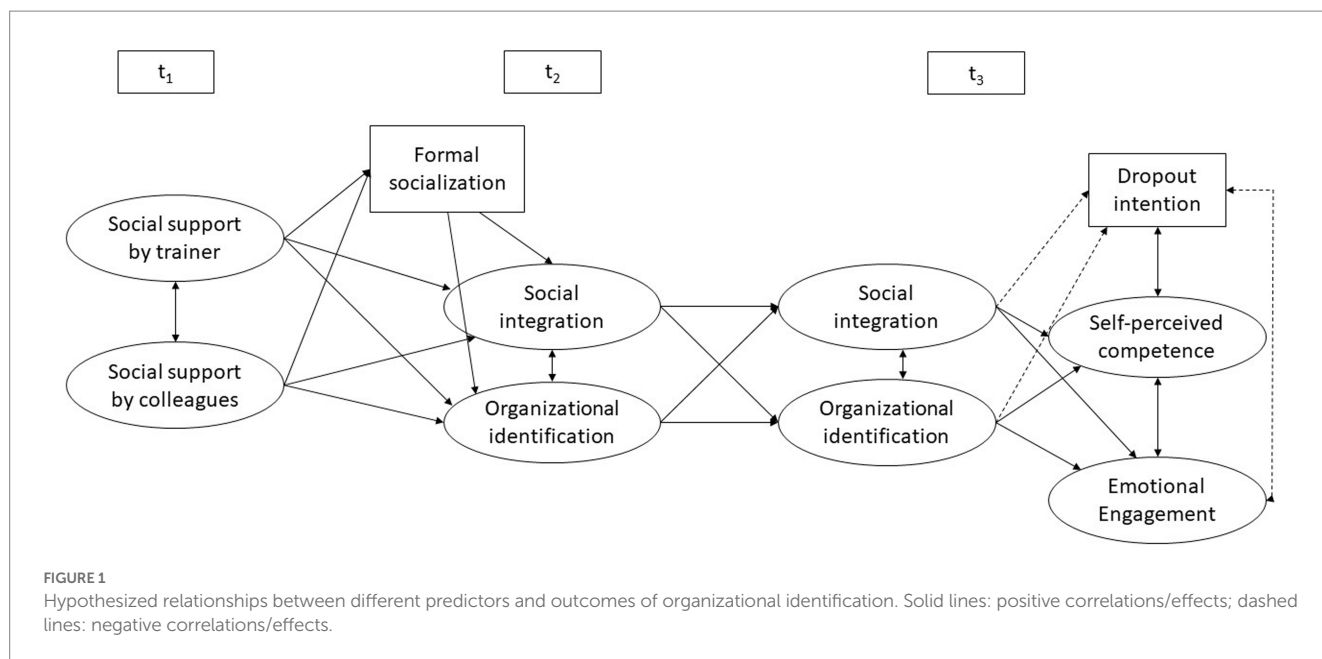 t₁
t₂
t₃
Formal
socialization
Dropout
intention
Social support
by trainer
Social
integration
Social
integration
Self-perceived
competence
Social support
by colleagues
Organizational
identification
Organizational
identification
Emotional
Engagement
FIGURE 1
Hypothesized relationships between different predictors and outcomes of organizational identification. Solid lines: positive correlations/effects; dashed
lines: negative correlations/effects.